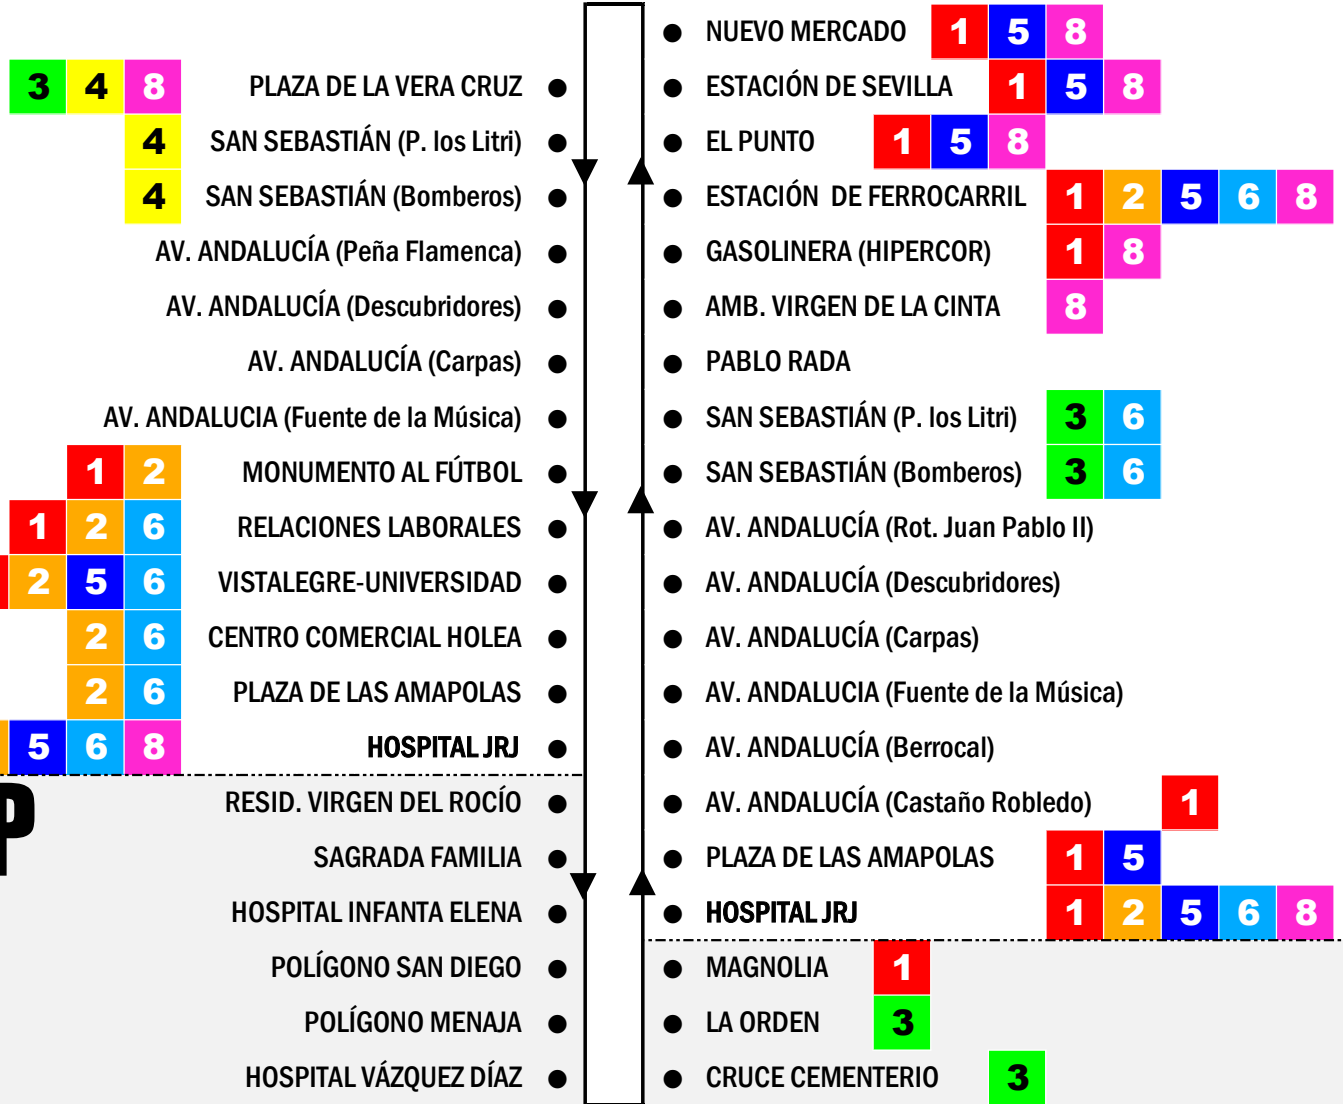 NUEVO MERCADO 1 5 8
3 4 8 PLAZA DE LA VERA CRUZ
ESTACIÓN DE SEVILLA 1 5 8
4 SAN SEBASTIÁN (P. los Litri)
EL PUNTO 1 5 8
4 SAN SEBASTIÁN (Bomberos)
ESTACIÓN DE FERROCARRIL 1 2 5 6 8
AV. ANDALUCÍA (Peña Flamenca)
GASOLINERA (HIPERCOR) 1 8
AV. ANDALUCÍA (Descubridores)
AMB. VIRGEN DE LA CINTA 8
AV. ANDALUCÍA (Carpas)
PABLO RADA
AV. ANDALUCIA (Fuente de la Música)
SAN SEBASTIÁN (P. los Litri) 3 6
1 2 MONUMENTO AL FÚTBOL
SAN SEBASTIÁN (Bomberos) 3 6
1 2 6 RELACIONES LABORALES
AV. ANDALUCÍA (Rot. Juan Pablo II)
2 5 6 VISTALEGRE-UNIVERSIDAD
AV. ANDALUCÍA (Descubridores)
2 6 CENTRO COMERCIAL HOLEA
AV. ANDALUCÍA (Carpas)
2 6 PLAZA DE LAS AMAPOLAS
AV. ANDALUCIA (Fuente de la Música)
5 6 8 HOSPITAL JRJ
AV. ANDALUCÍA (Berrocal)
P
RESID. VIRGEN DEL ROCÍO
AV. ANDALUCÍA (Castaño Robledo) 1
SAGRADA FAMILIA
PLAZA DE LAS AMAPOLAS 1 5
HOSPITAL INFANTA ELENA
HOSPITAL JRJ 1 2 5 6 8
POLÍGONO SAN DIEGO
MAGNOLIA 1
POLÍGONO MENAJA
LA ORDEN 3
HOSPITAL VÁZQUEZ DÍAZ
CRUCE CEMENTERIO 3